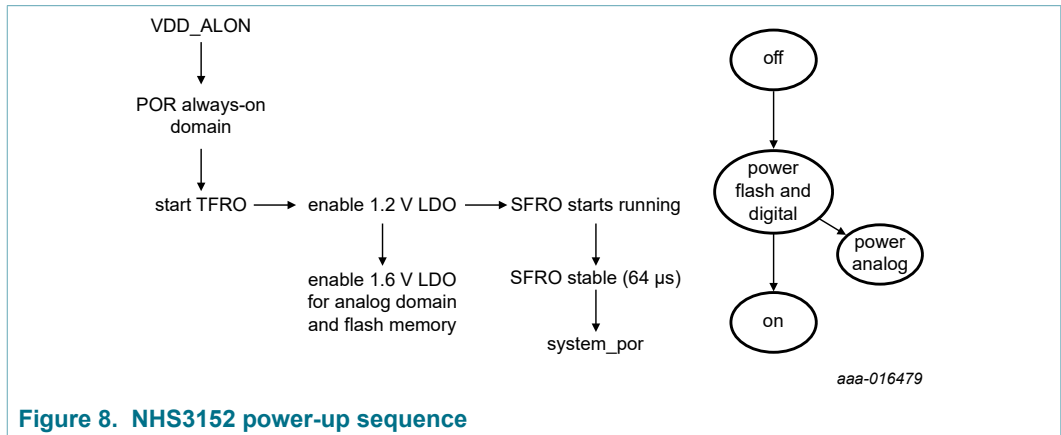 VDD_ALON
POR always-on
domain
start TFRO
enable 1.2 V LDO
SFRO starts running
enable 1.6 V LDO
for analog domain
and flash memory
SFRO stable (64 μs)
system_por
off
power
flash and
digital
power
analog
on
aaa-016479
Figure 8. NHS3152 power-up sequence